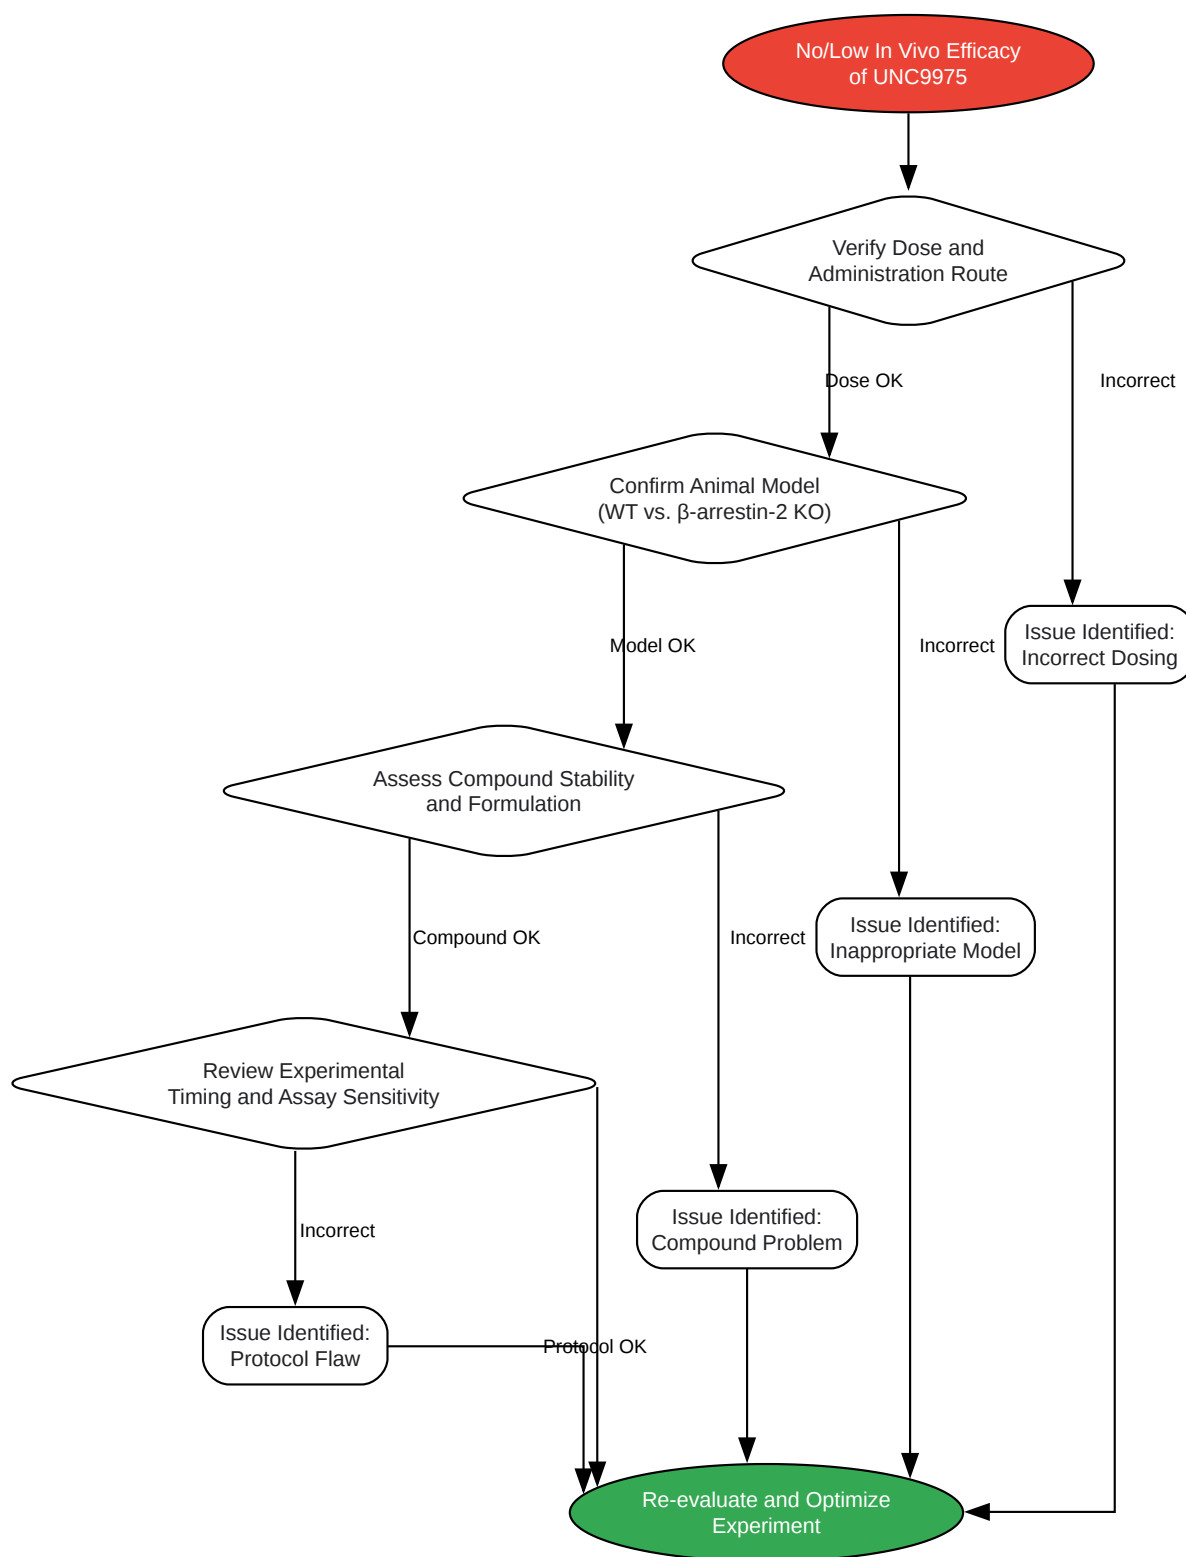 No/Low In Vivo Efficacy
of UNC9975
Verify Dose and
Administration Route
Dose OK
Incorrect
Confirm Animal Model
(WT vs. β-arrestin-2 KO)
Model OK
Incorrect
Issue Identified:
Incorrect Dosing
Assess Compound Stability
and Formulation
Compound OK
Incorrect
Issue Identified:
Inappropriate Model
Review Experimental
Timing and Assay Sensitivity
Incorrect
Issue Identified:
Compound Problem
Issue Identified:
Protocol Flaw
Protocol OK
Re-evaluate and Optimize
Experiment